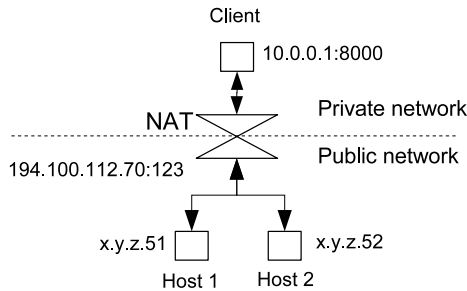 Client
10.0.0.1:8000
NAT
Private network
Public network
194.100.112.70:123
x.y.z.51
x.y.z.52
Host 1
Host 2